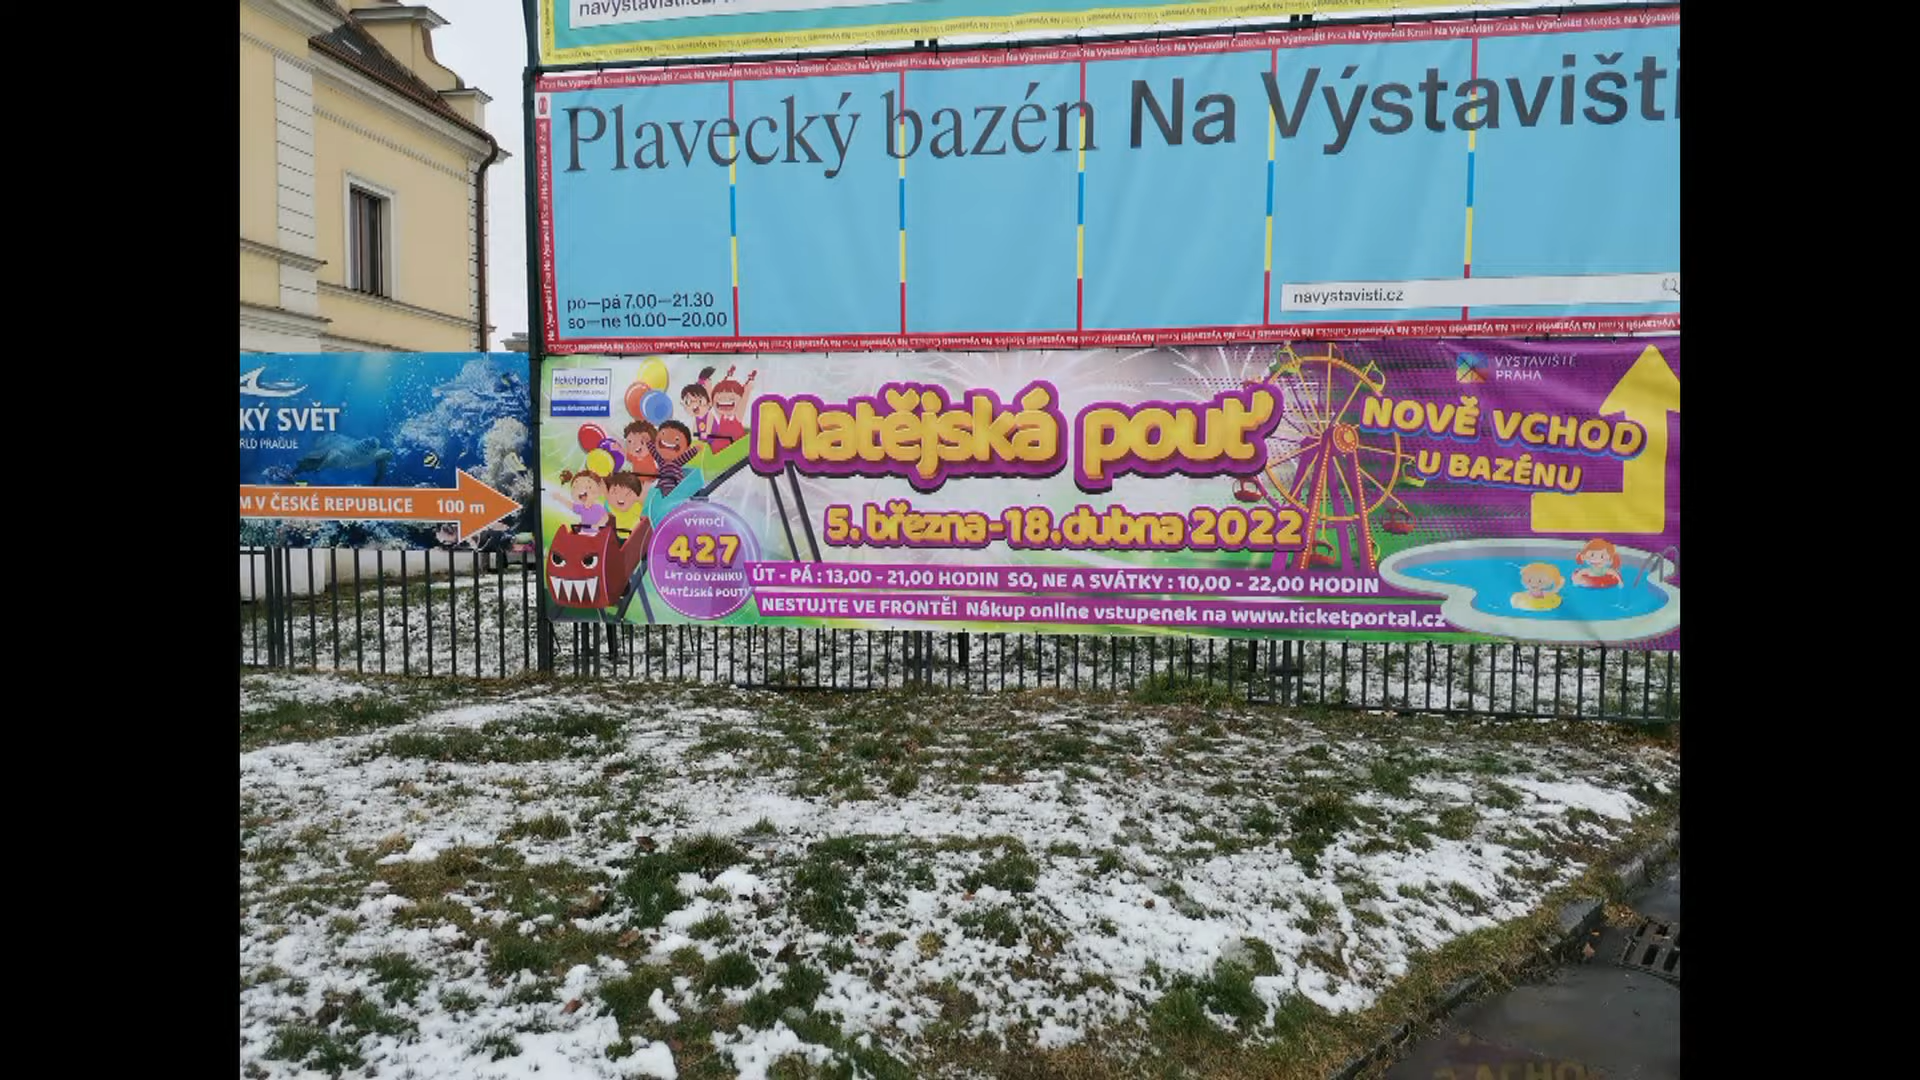 navystavisti.cz
Plavecký bazén Na Výstavišti
po—pá 7.00—21.30
so—ne 10.00—20.00
navystavisti.cz
KÝ SVĚT
RLD PRAGUE
M V ČESKÉ REPUBLICE 100 m
ticketportal
www.ticketportal.cz
Matějská pouť
5. března-18. dubna 2022
VÝROČÍ
427
LET OD VZNIKU
MATĚJSKÉ POUTI
ÚT - PÁ : 13,00 - 21,00 HODIN SO, NE A SVÁTKY : 10,00 - 22,00 HODIN
NESTUJTE VE FRONTĚ! Nákup online vstupenek na www.ticketportal.cz
VÝSTAVIŠTĚ
PRAHA
NOVĚ VCHOD
U BAZÉNU